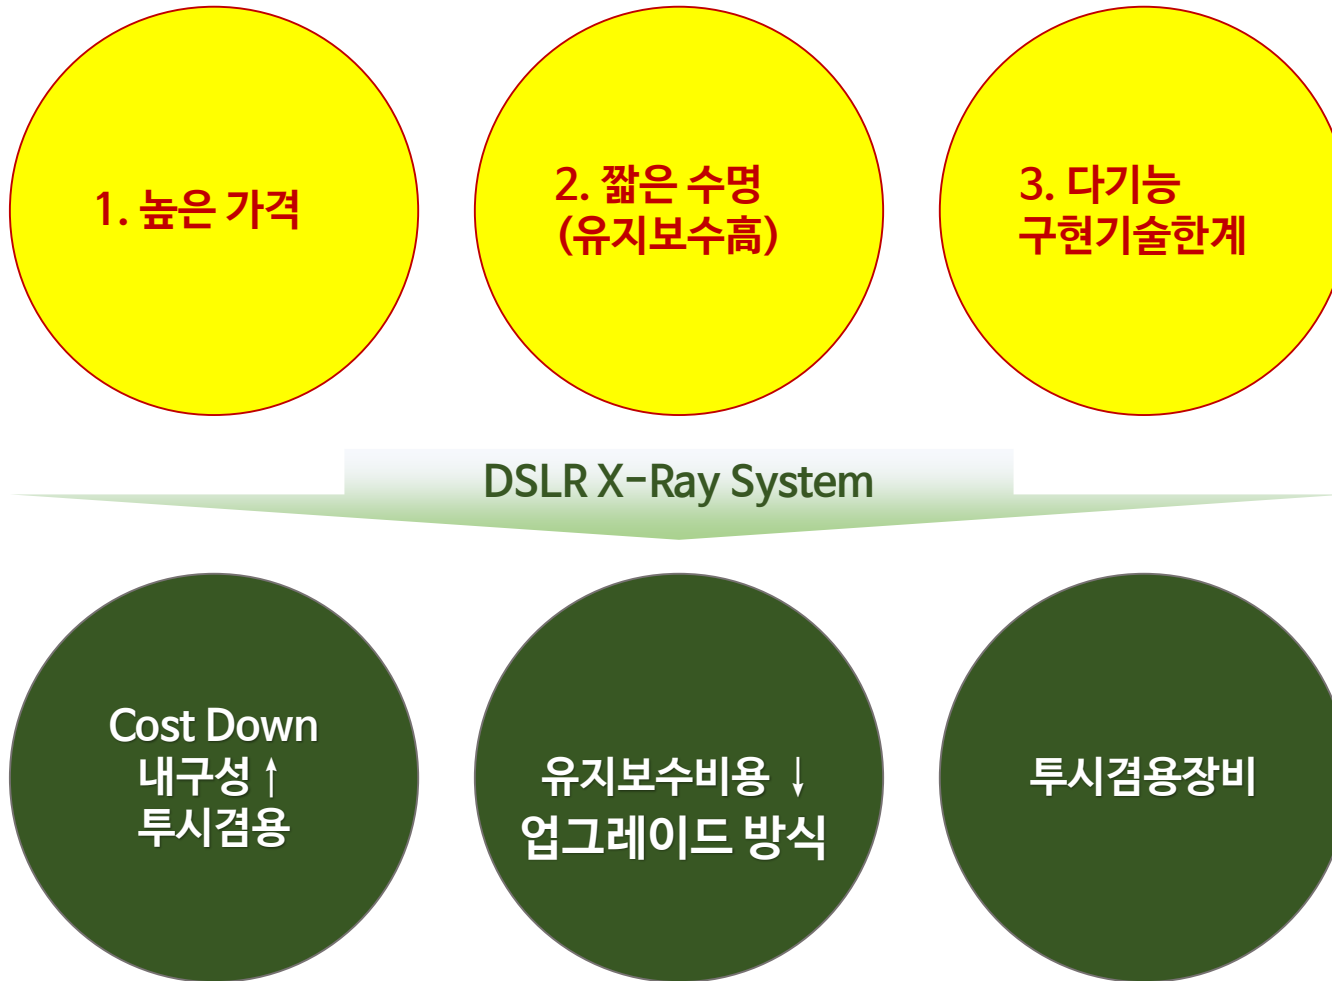 1. 높은 가격
2. 짧은 수명
(유지보수高)
3. 다기능
구현기술한계
DSLR X-Ray System
Cost Down
내구성 ↑
투시겸용
유지보수비용 ↓
업그레이드 방식
투시겸용장비